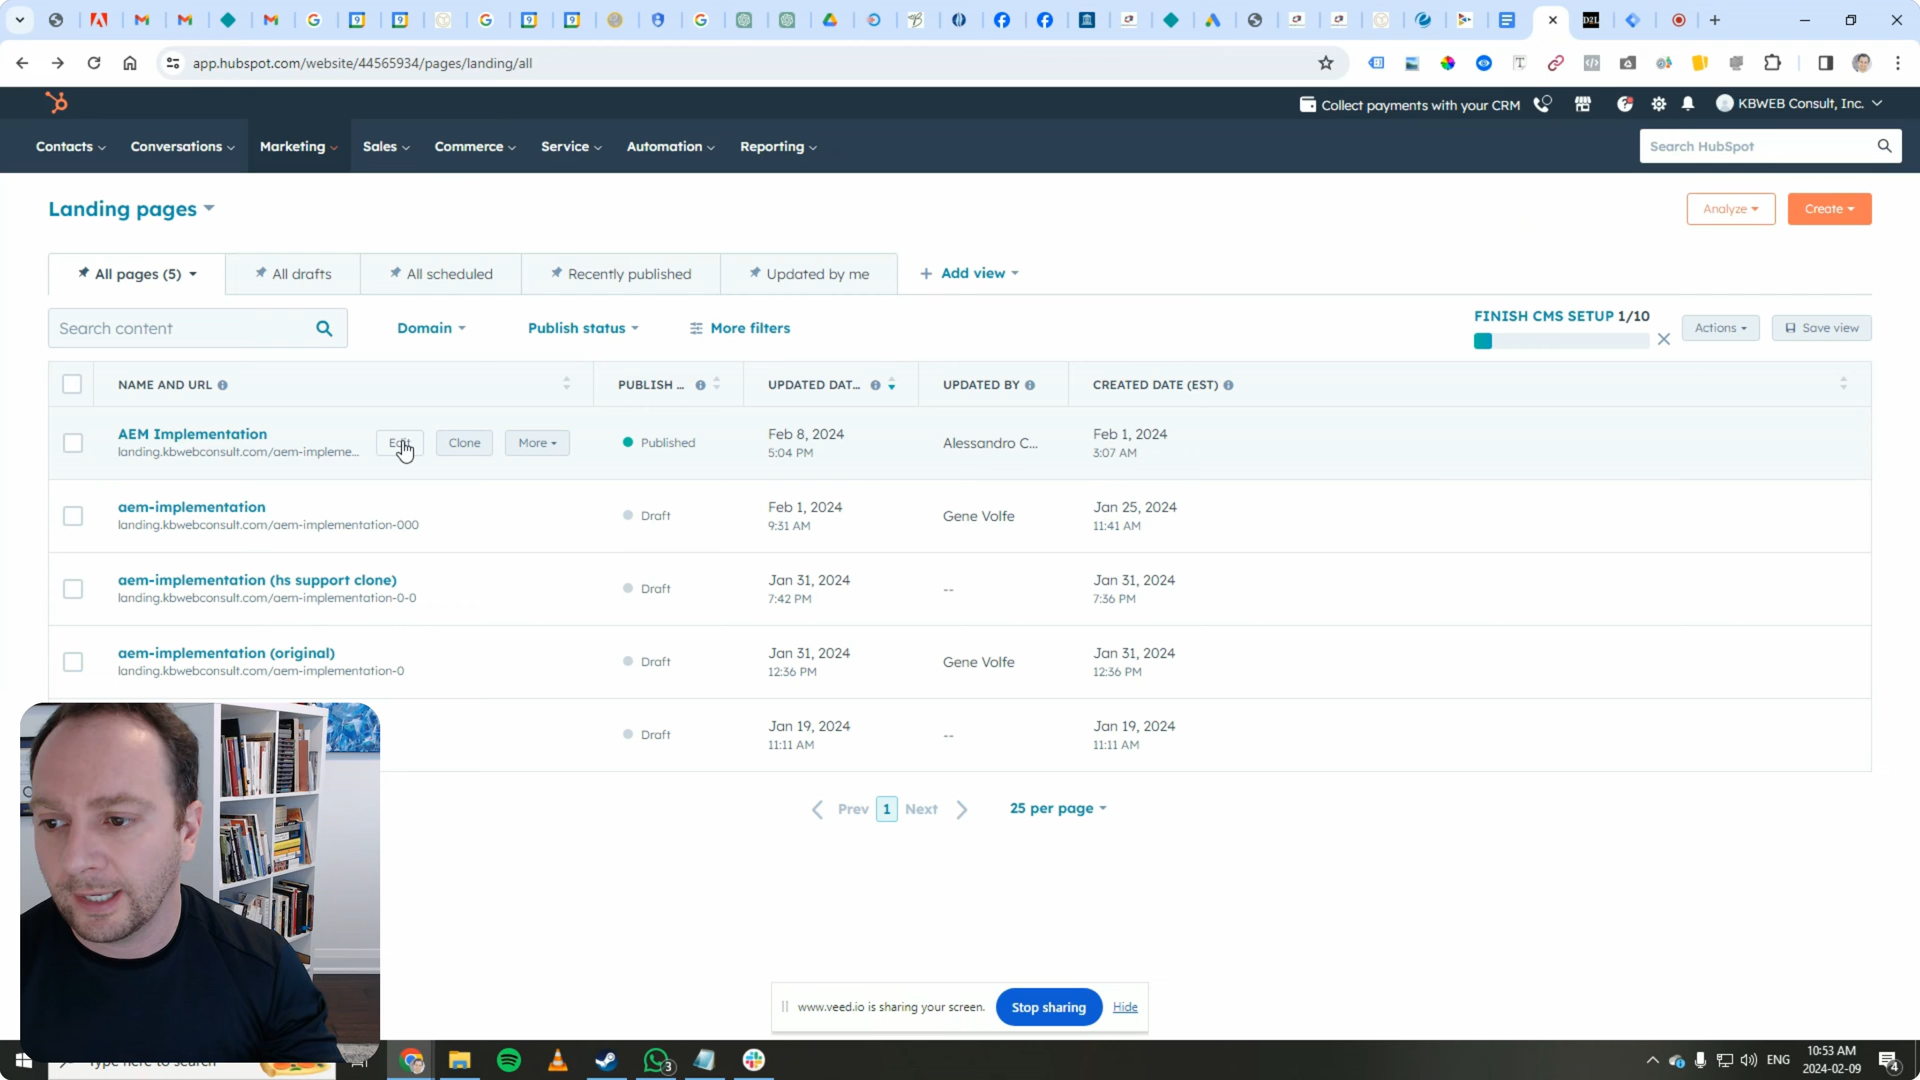 app.hubspot.com/website/44565934/pages/landing/all
Collect payments with your CRM
KBWEB Consult, Inc.
Contacts Conversations Marketing Sales Commerce Service Automation Reporting
Search HubSpot
Landing pages
Analyze
Create
All pages (5)
All drafts
All scheduled
Recently published
Updated by me
+ Add view
Search content
Domain
Publish status
More filters
FINISH CMS SETUP 1/10
Actions
Save view
NAME AND URL
PUBLISH ...
UPDATED DAT...
UPDATED BY
CREATED DATE (EST)
AEM Implementation
landing.kbwebconsult.com/aem-impleme...
Edit
Clone
More
Published
Feb 8, 2024
5:04 PM
Alessandro C...
Feb 1, 2024
3:07 AM
aem-implementation
landing.kbwebconsult.com/aem-implementation-000
Draft
Feb 1, 2024
9:31 AM
Gene Volfe
Jan 25, 2024
11:41 AM
aem-implementation (hs support clone)
landing.kbwebconsult.com/aem-implementation-0-0
Draft
Jan 31, 2024
7:42 PM
--
Jan 31, 2024
7:36 PM
aem-implementation (original)
landing.kbwebconsult.com/aem-implementation-0
Draft
Jan 31, 2024
12:36 PM
Gene Volfe
Jan 31, 2024
12:36 PM
Draft
Jan 19, 2024
11:11 AM
--
Jan 19, 2024
11:11 AM
Prev 1 Next
25 per page
www.veed.io is sharing your screen.
Stop sharing
Hide
Type here to search
3
ENG
10:53 AM
2024-02-09
4